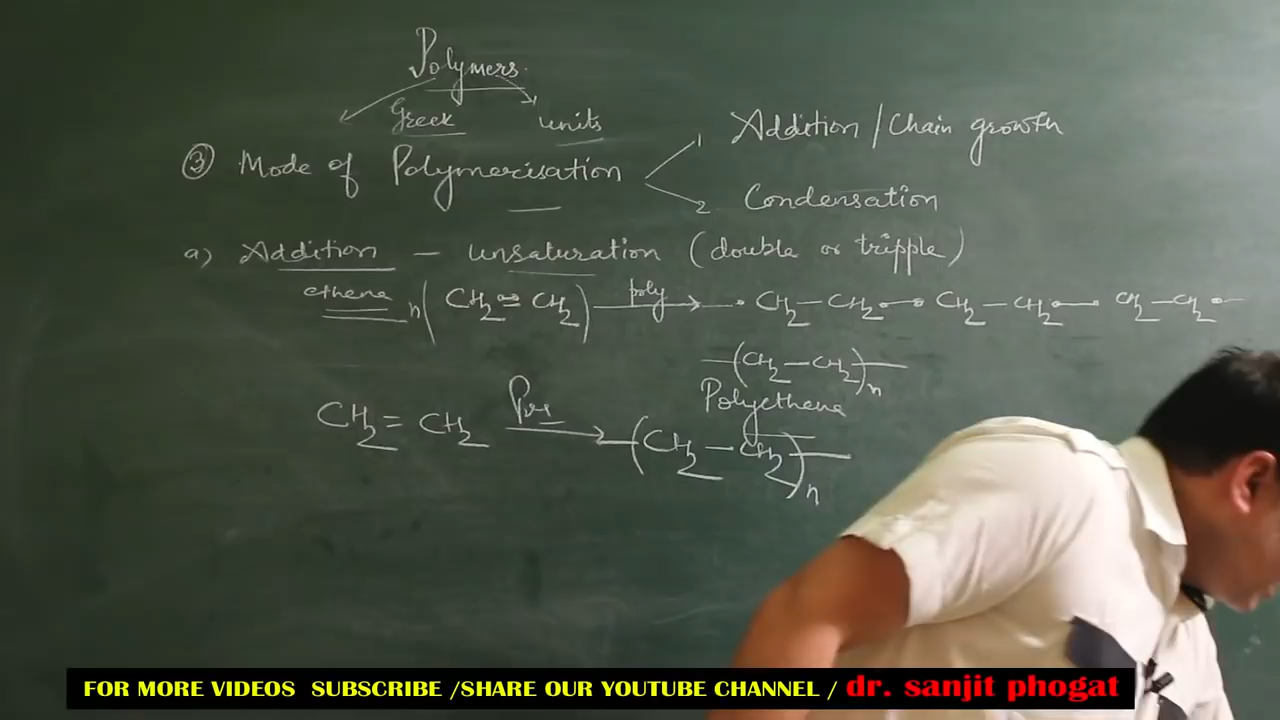 Polymers
Greek units
③ Mode of Polymerisation
1 Addition / Chain growth
2 Condensation
a) Addition — unsaturation (double or tripple)
ethene
n(CH2=CH2) poly → —•CH2—CH2•—•CH2—CH2•—•CH2—CH2•—
—(CH2—CH2)n—
Polyethene
CH2=CH2 → —(CH2—CH2)n—
FOR MORE VIDEOS SUBSCRIBE /SHARE OUR YOUTUBE CHANNEL / dr. sanjit phogat